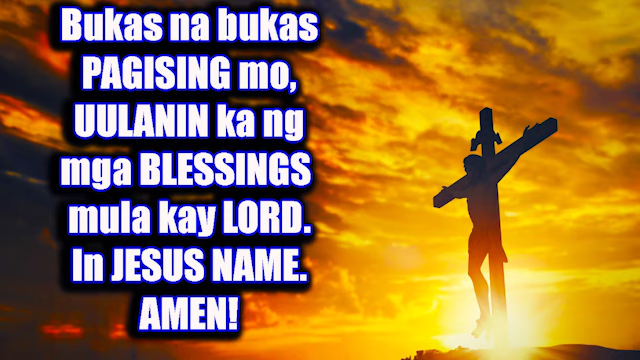 Bukas na bukas
PAGISING mo,
UULANIN ka ng
mga BLESSINGS
mula kay LORD.
In JESUS NAME.
AMEN!